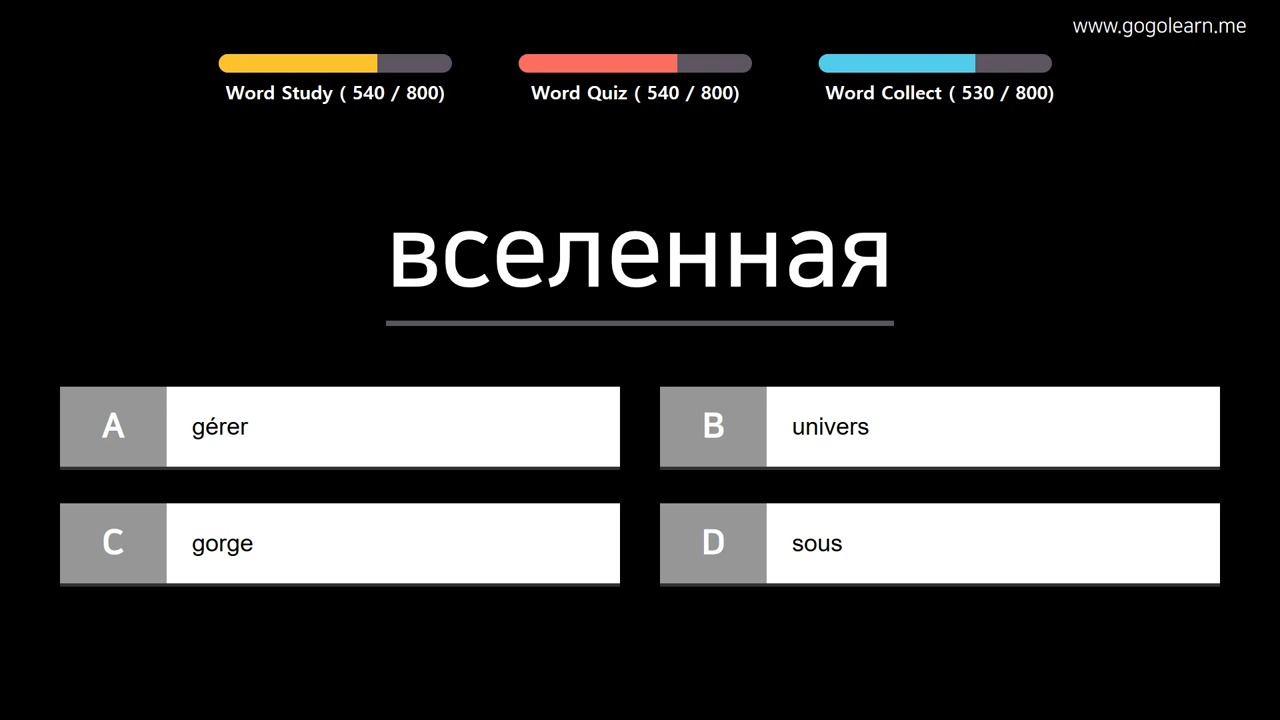 www.gogolearn.me
Word Study ( 540 / 800)
Word Quiz ( 540 / 800)
Word Collect ( 530 / 800)
вселенная
A gérer
B univers
C gorge
D sous